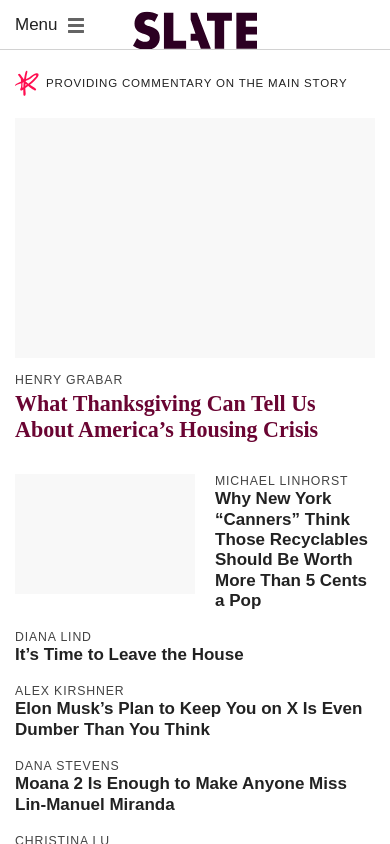 Menu
SLATE
PROVIDING COMMENTARY ON THE MAIN STORY
HENRY GRABAR
What Thanksgiving Can Tell Us
About America’s Housing Crisis
MICHAEL LINHORST
Why New York
“Canners” Think
Those Recyclables
Should Be Worth
More Than 5 Cents
a Pop
DIANA LIND
It’s Time to Leave the House
ALEX KIRSHNER
Elon Musk’s Plan to Keep You on X Is Even
Dumber Than You Think
DANA STEVENS
Moana 2 Is Enough to Make Anyone Miss
Lin-Manuel Miranda
CHRISTINA LU